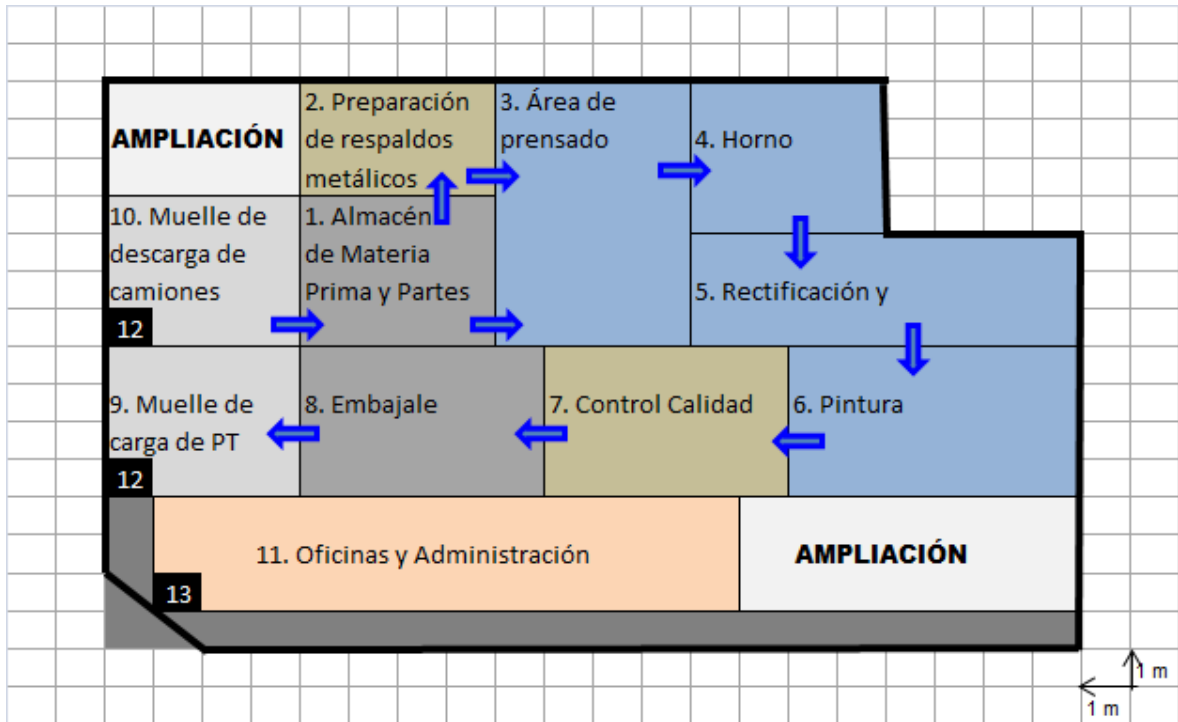 AMPLIACIÓN
2. Preparación
de respaldos
metálicos
3. Área de
prensado
4. Horno
10. Muelle de
descarga de
camiones
12
1. Almacén
de Materia
Prima y Partes
5. Rectificación y
9. Muelle de
carga de PT
12
8. Embajale
7. Control Calidad
6. Pintura
11. Oficinas y Administración
13
AMPLIACIÓN
1 m
1 m